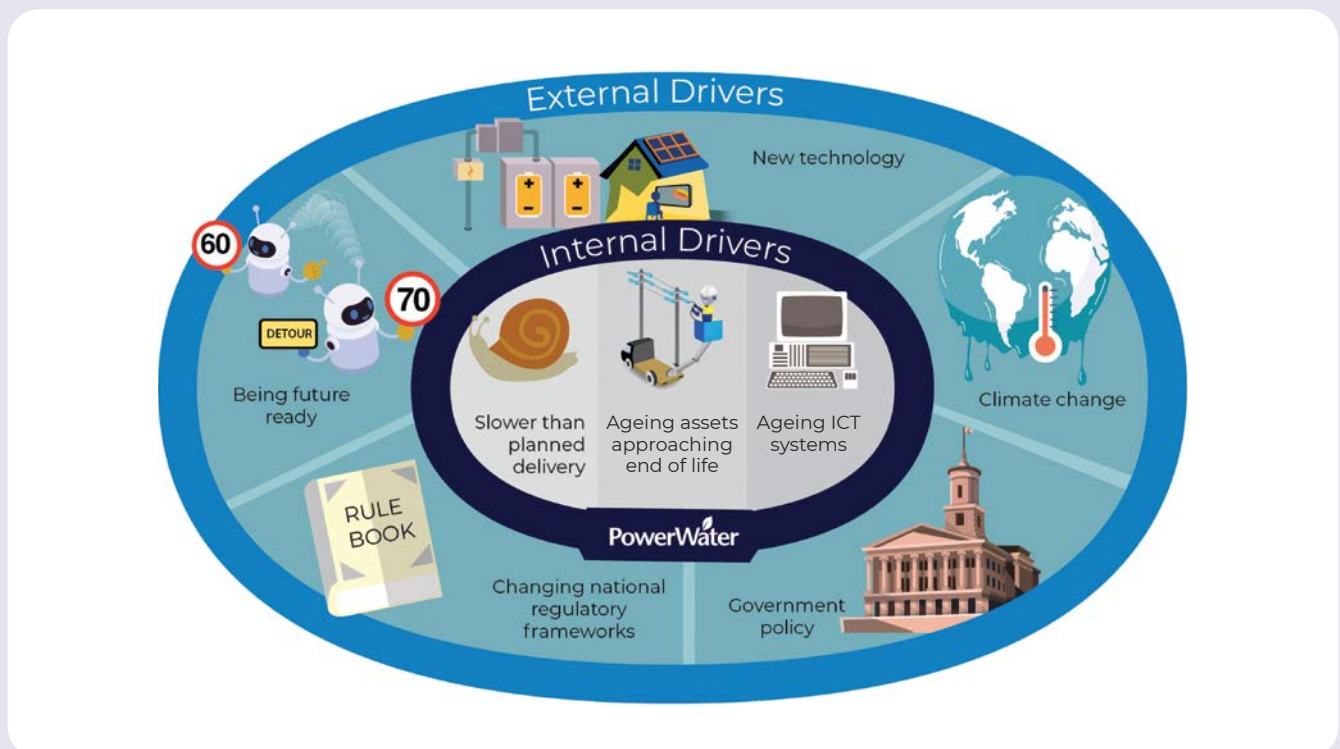 External Drivers
New technology
60
70
DETOUR
Being future
ready
Internal Drivers
Slower than
planned
delivery
Ageing assets
approaching
end of life
Ageing ICT
systems
Climate change
RULE
BOOK
PowerWater
Changing national
regulatory
frameworks
Government
policy